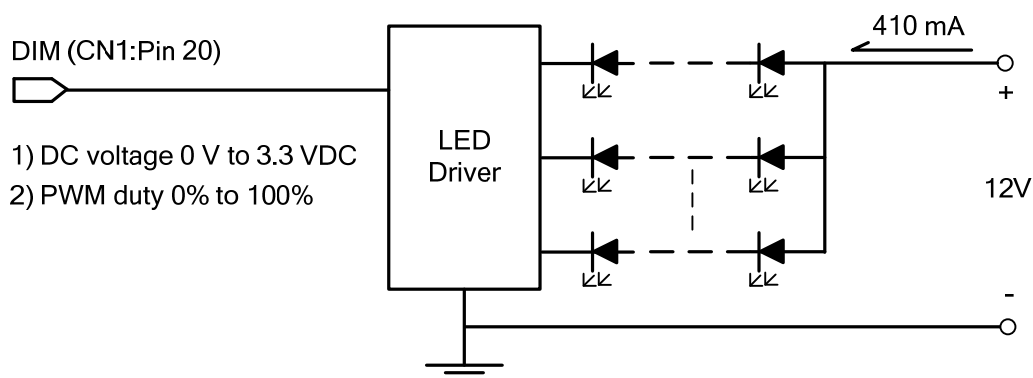 410 mA
DIM (CN1:Pin 20)
+
LED
Driver
1) DC voltage 0 V to 3.3 VDC
2) PWM duty 0% to 100%
12V
-